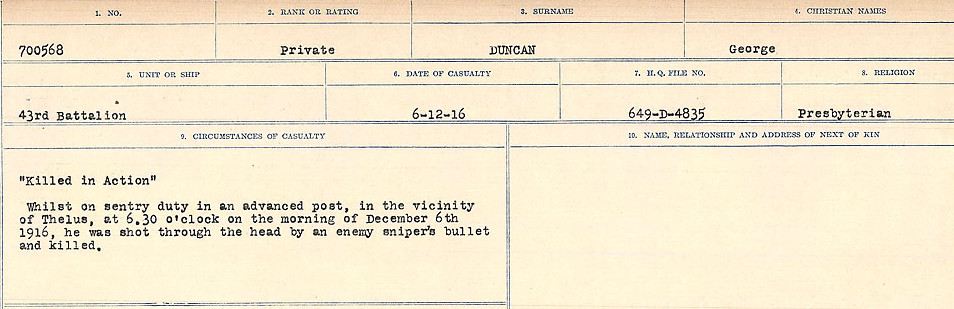 1. NO. 2. RANK OR RATING 3. SURNAME 4. CHRISTIAN NAMES
700568 Private DUNCAN George
5. UNIT OR SHIP 6. DATE OF CASUALTY 7. H.Q. FILE NO. 8. RELIGION
43rd Battalion 6-12-16 649-D-4835 Presbyterian
9. CIRCUMSTANCES OF CASUALTY 10. NAME, RELATIONSHIP AND ADDRESS OF NEXT OF KIN
"Killed in Action"
Whilst on sentry duty in an advanced post, in the vicinity
of Thelus, at 6.30 o'clock on the morning of December 6th
1916, he was shot through the head by an enemy sniper's bullet
and killed.